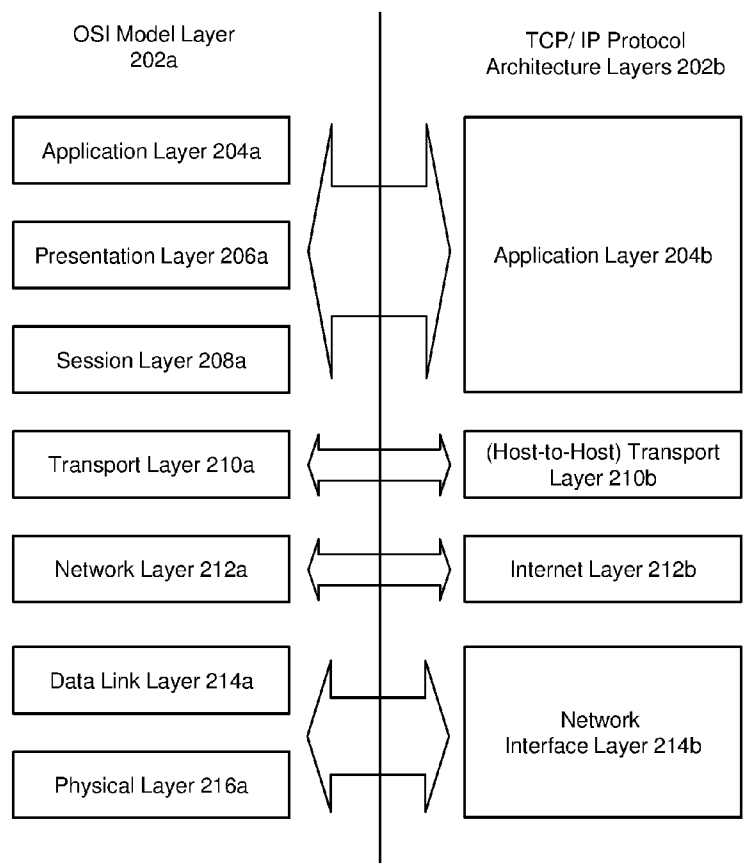 OSI Model Layer
202a
TCP/ IP Protocol
Architecture Layers 202b
Application Layer 204a
Presentation Layer 206a
Session Layer 208a
Application Layer 204b
Transport Layer 210a
(Host-to-Host) Transport
Layer 210b
Network Layer 212a
Internet Layer 212b
Data Link Layer 214a
Physical Layer 216a
Network
Interface Layer 214b